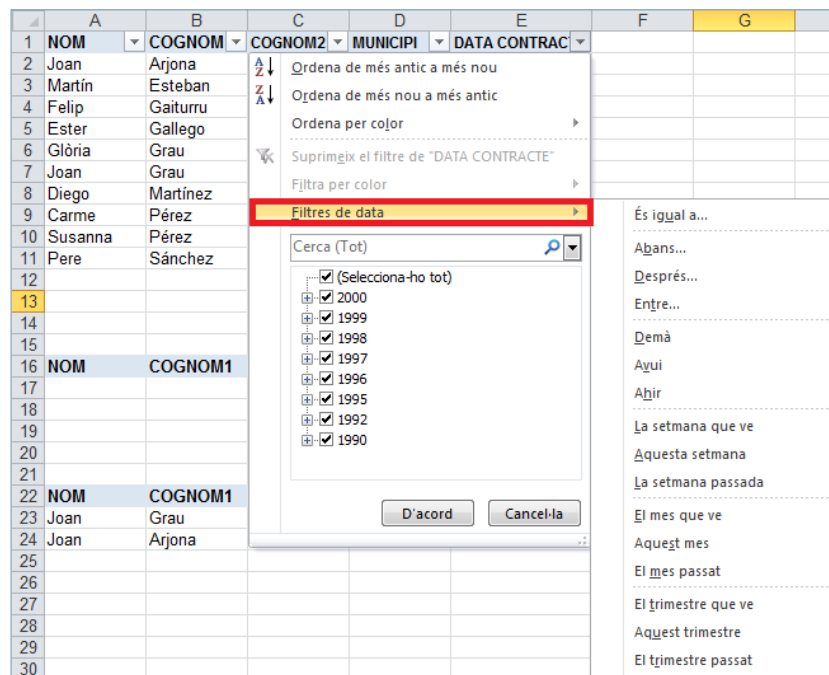 A B C D E F G
1 NOM COGNOM COGNOM2 MUNICIPI DATA CONTRAC
2 Joan Arjona
3 Martín Esteban
4 Felip Gaiturru
5 Ester Gallego
6 Glòria Grau
7 Joan Grau
8 Diego Martínez
9 Carme Pérez
10 Susanna Pérez
11 Pere Sánchez
12
13
14
15
16 NOM COGNOM1
17
18
19
20
21
22 NOM COGNOM1
23 Joan Grau
24 Joan Arjona
25
26
27
28
29
30
Ordena de més antic a més nou
Ordena de més nou a més antic
Ordena per color
Suprimeix el filtre de "DATA CONTRACTE"
Filtra per color
Filtres de data
Cerca (Tot)
(Selecciona-ho tot)
2000
1999
1998
1997
1996
1995
1992
1990
D'acord Cancel·la
És igual a...
Abans...
Després...
Entre...
Demà
Avui
Ahir
La setmana que ve
Aquesta setmana
La setmana passada
El mes que ve
Aquest mes
El mes passat
El trimestre que ve
Aquest trimestre
El trimestre passat